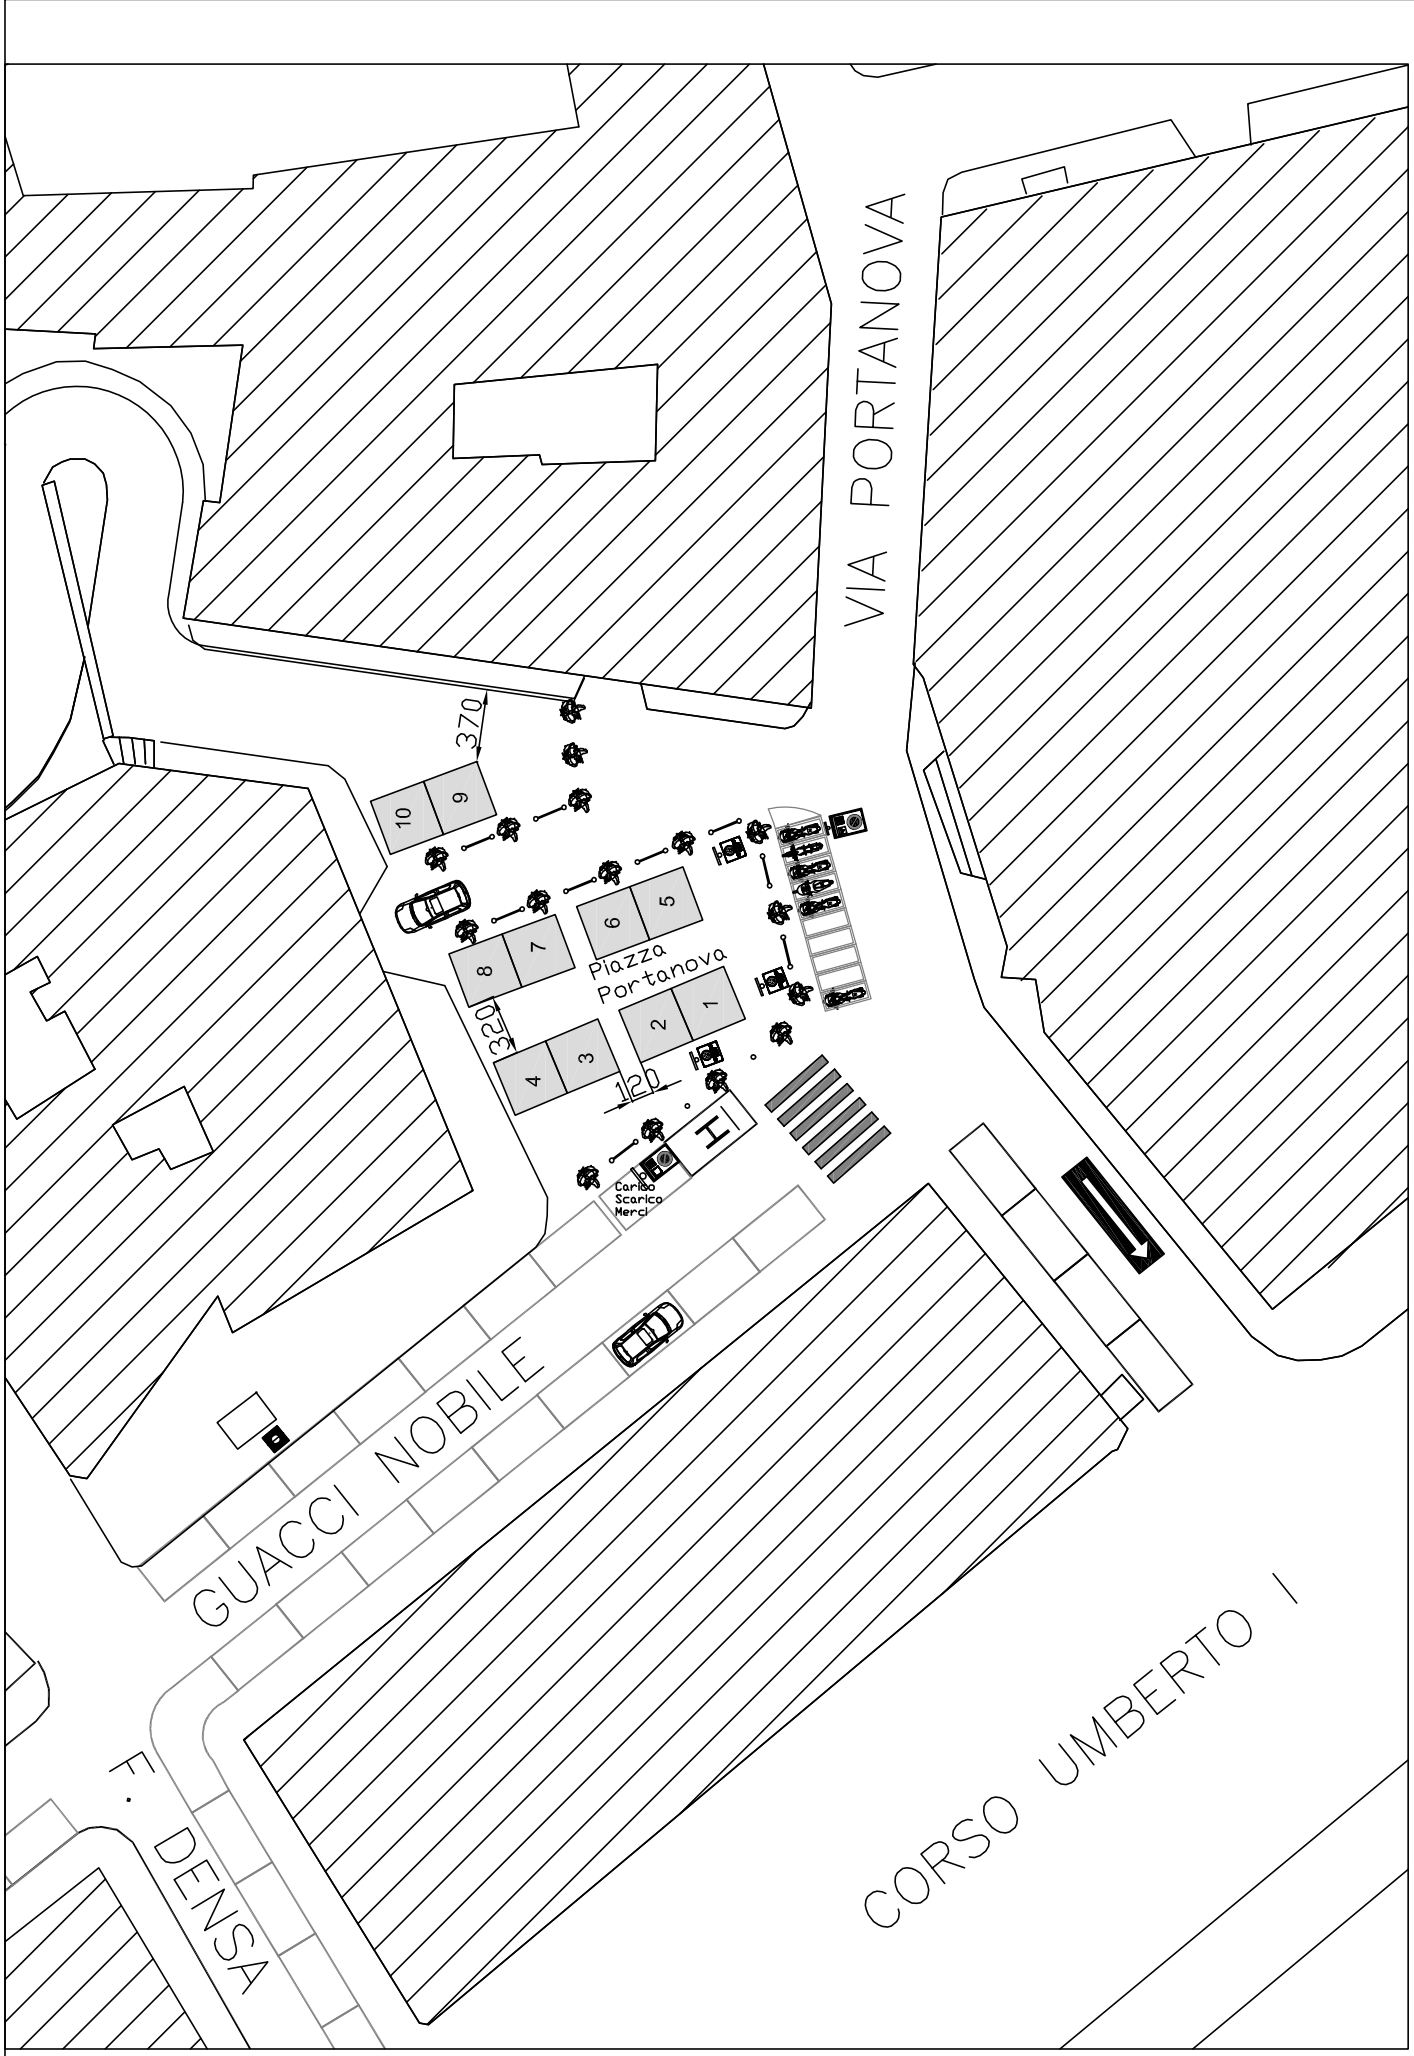 VIA PORTANOVA
370
10
9
8
7
6
5
Piazza
Portanova
320
4
3
2
1
120
H
Carico
Scarico
Merci
GUACCI NOBILE
F. DENSA
CORSO UMBERTO I